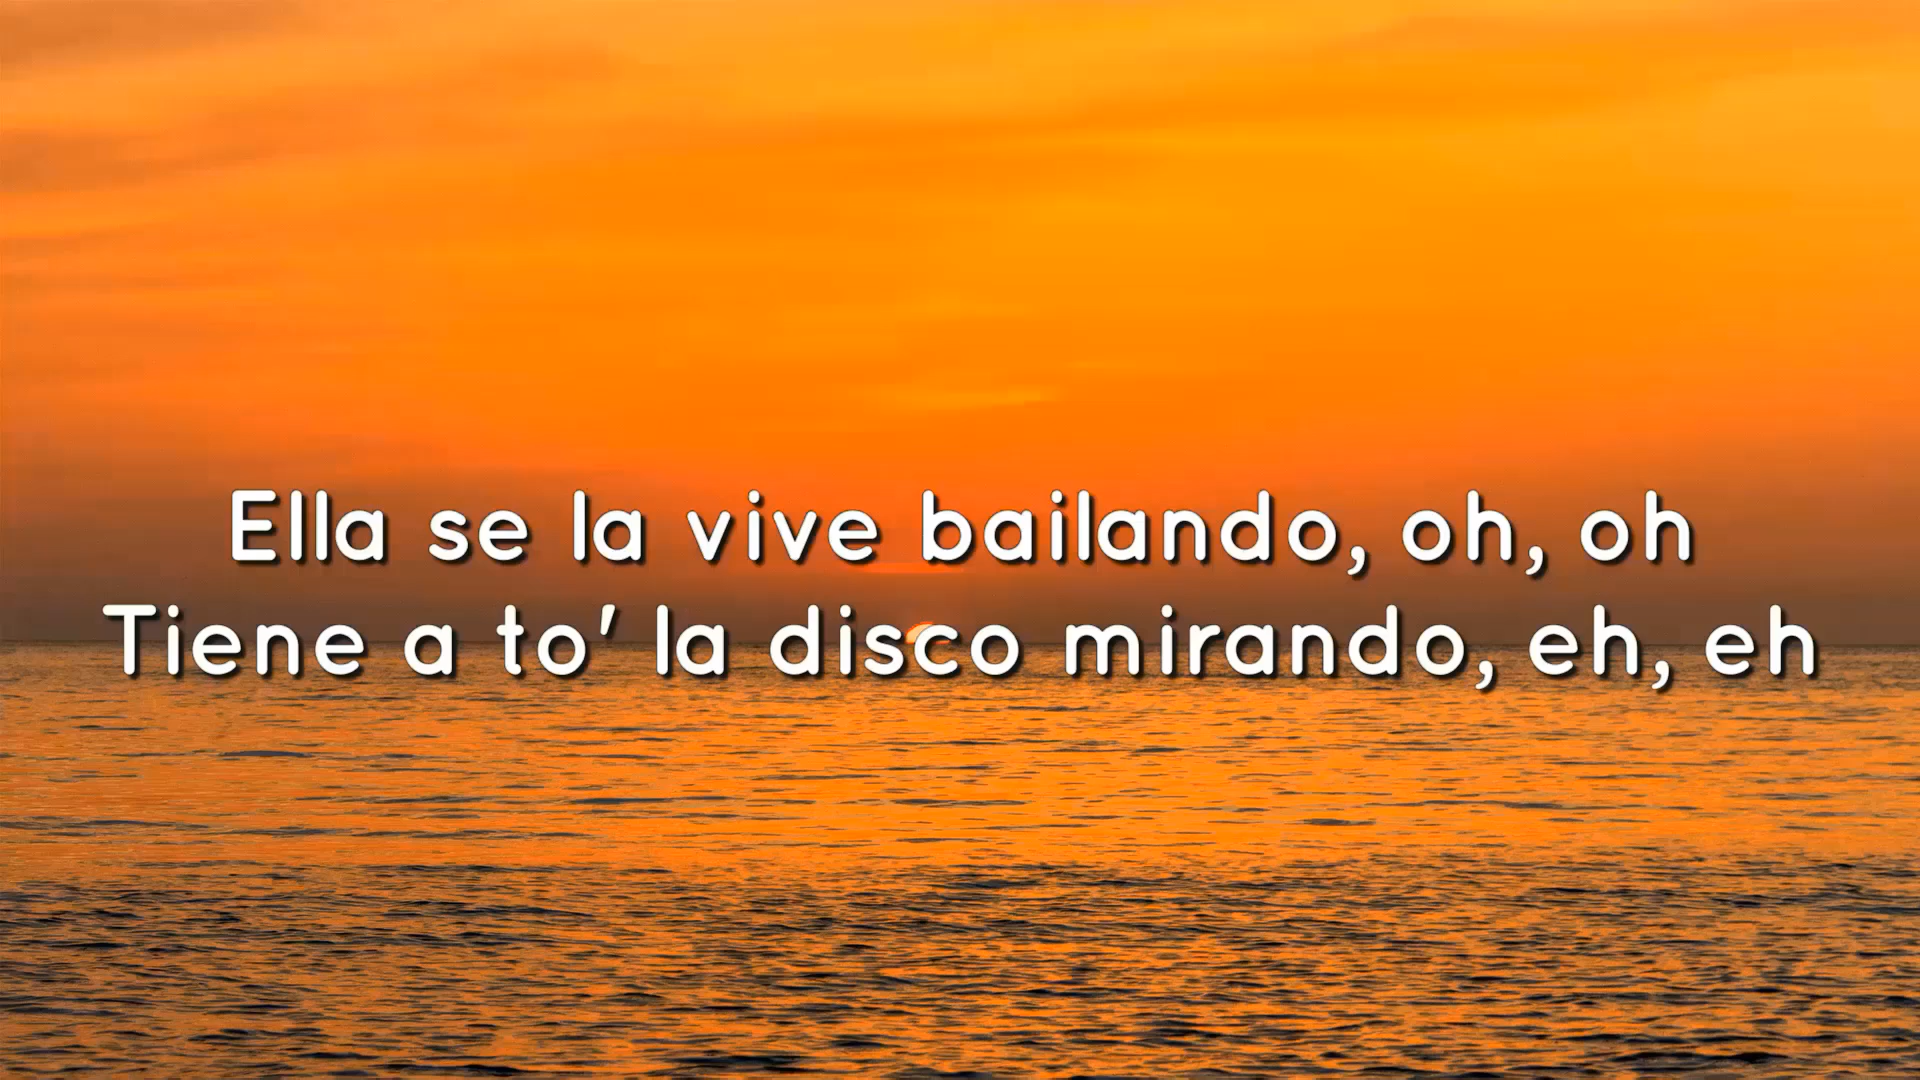 Ella se la vive bailando, oh, oh
Tiene a to' la disco mirando, eh, eh